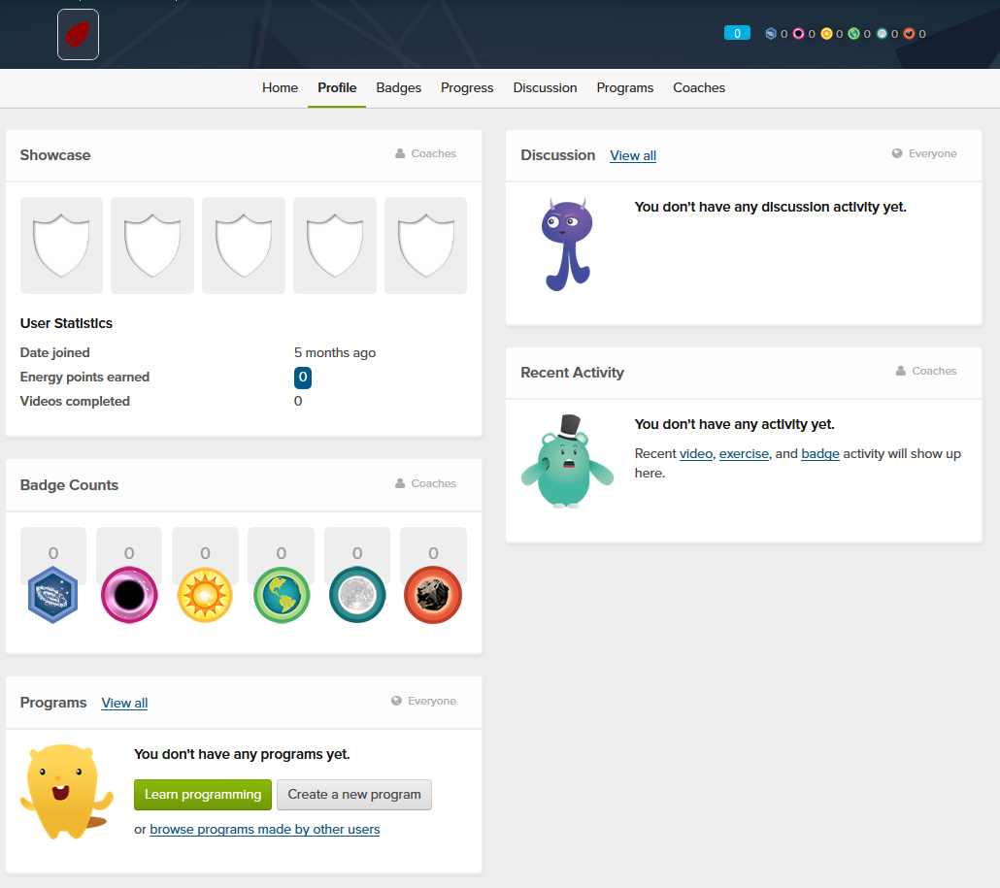 0 0 0 0 0 0 0
Home Profile Badges Progress Discussion Programs Coaches
Showcase Coaches
User Statistics
Date joined 5 months ago
Energy points earned 0
Videos completed 0
Badge Counts Coaches
0 0 0 0 0 0
Programs View all Everyone
You don't have any programs yet.
Learn programming Create a new program
or browse programs made by other users
Discussion View all Everyone
You don't have any discussion activity yet.
Recent Activity Coaches
You don't have any activity yet.
Recent video, exercise, and badge activity will show up
here.